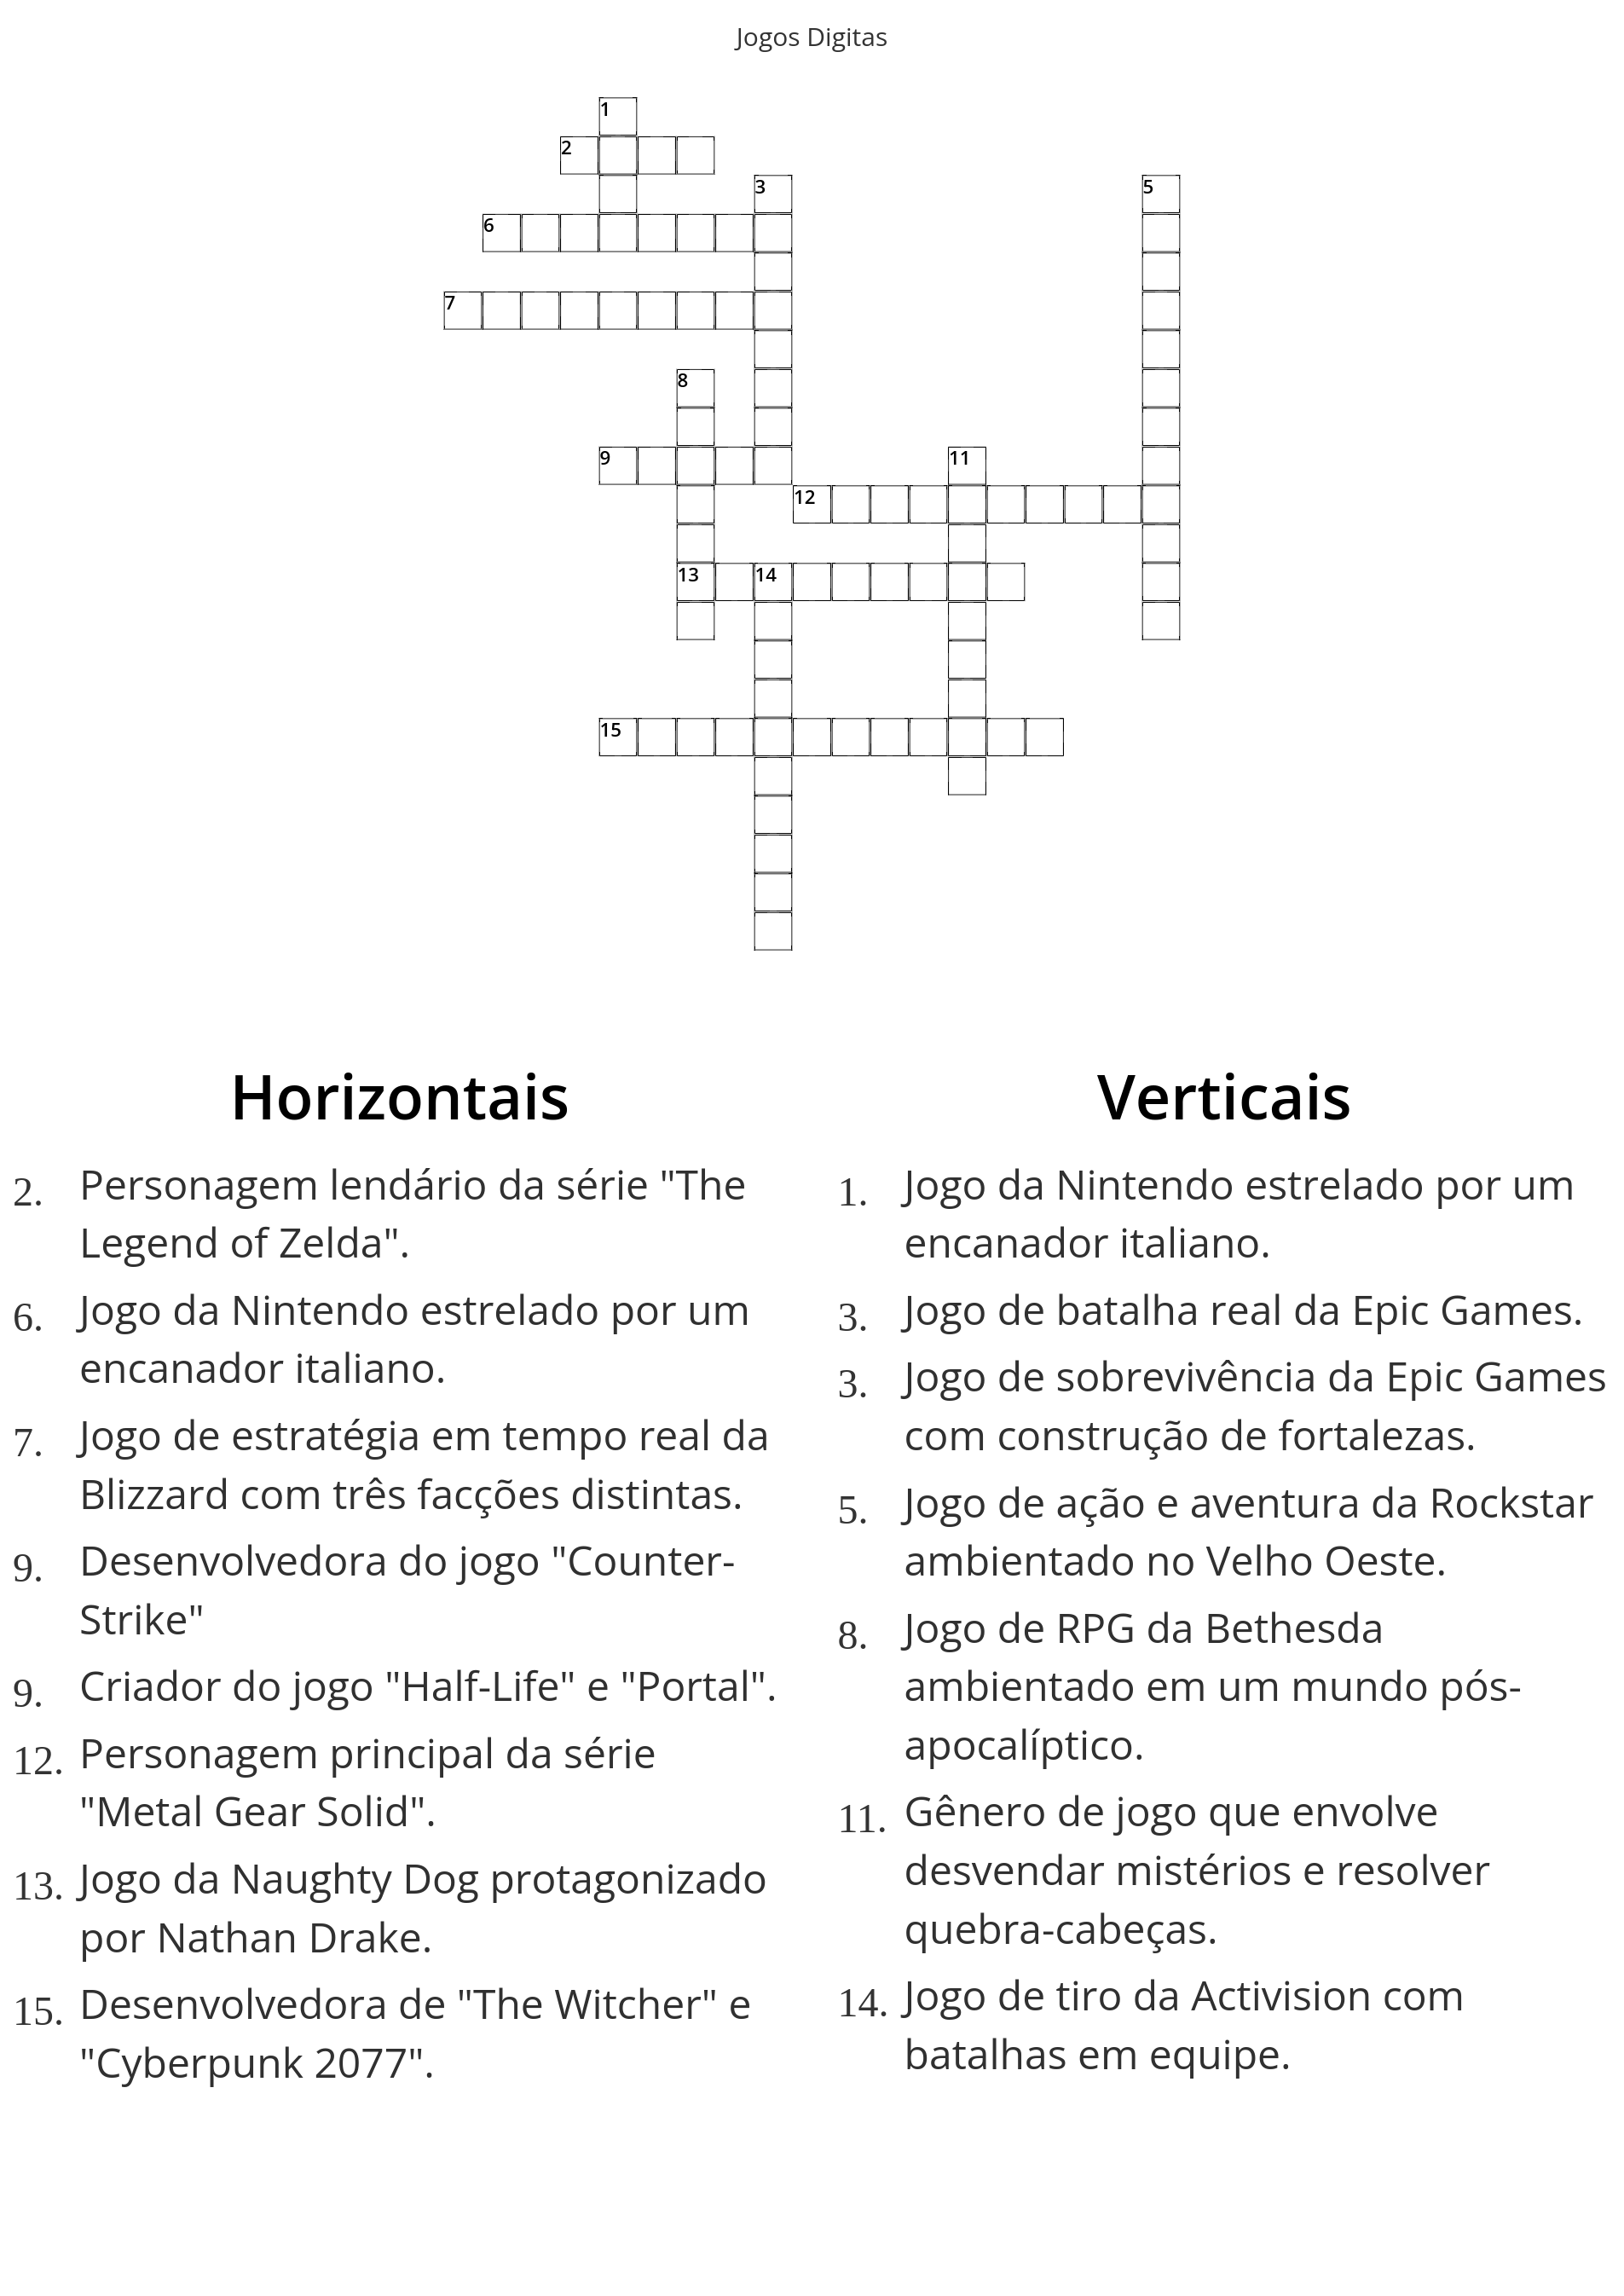 Jogos Digitas
1
2
3
5
6
7
8
9
11
12
13
14
15
Horizontais
2. Personagem lendário da série "The
Legend of Zelda".
6. Jogo da Nintendo estrelado por um
encanador italiano.
7. Jogo de estratégia em tempo real da
Blizzard com três facções distintas.
9. Desenvolvedora do jogo "Counter-
Strike"
9. Criador do jogo "Half-Life" e "Portal".
12. Personagem principal da série
"Metal Gear Solid".
13. Jogo da Naughty Dog protagonizado
por Nathan Drake.
15. Desenvolvedora de "The Witcher" e
"Cyberpunk 2077".
Verticais
1. Jogo da Nintendo estrelado por um
encanador italiano.
3. Jogo de batalha real da Epic Games.
3. Jogo de sobrevivência da Epic Games
com construção de fortalezas.
5. Jogo de ação e aventura da Rockstar
ambientado no Velho Oeste.
8. Jogo de RPG da Bethesda
ambientado em um mundo pós-
apocalíptico.
11. Gênero de jogo que envolve
desvendar mistérios e resolver
quebra-cabeças.
14. Jogo de tiro da Activision com
batalhas em equipe.